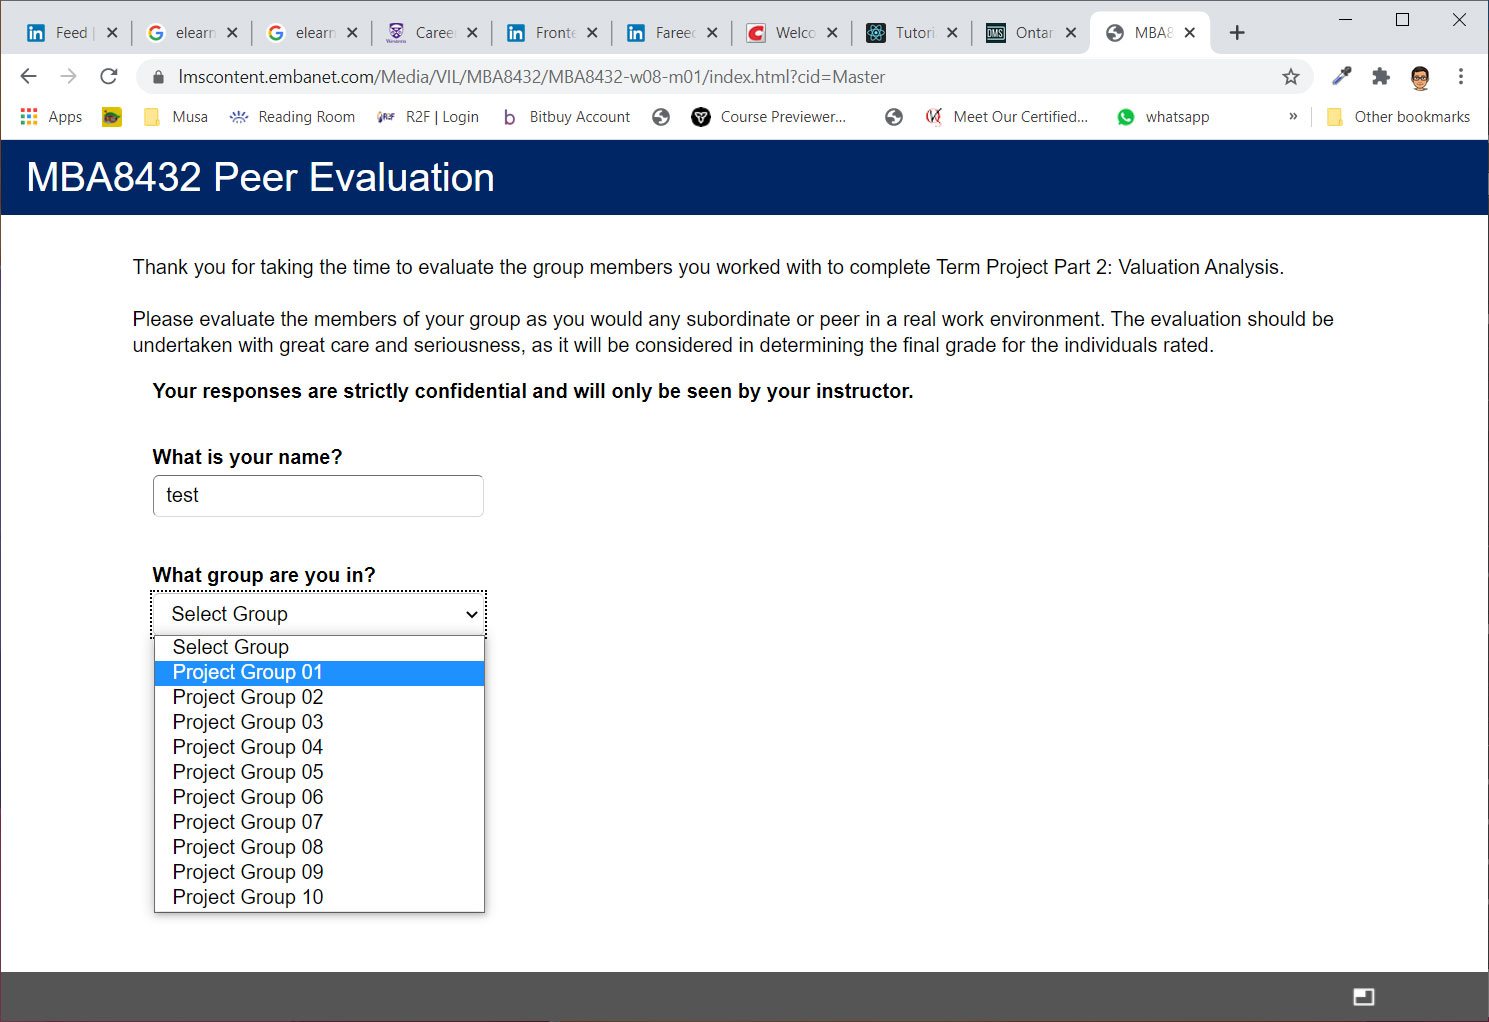 Feed
elearn
elearn
Caree
Fronte
Faree
Welco
Tutori
Ontar
MBA8
lmscontent.embanet.com/Media/VIL/MBA8432/MBA8432-w08-m01/index.html?cid=Master
Apps
Musa
Reading Room
R2F | Login
Bitbuy Account
Course Previewer...
Meet Our Certified...
whatsapp
»
Other bookmarks
MBA8432 Peer Evaluation
Thank you for taking the time to evaluate the group members you worked with to complete Term Project Part 2: Valuation Analysis.
Please evaluate the members of your group as you would any subordinate or peer in a real work environment. The evaluation should be
undertaken with great care and seriousness, as it will be considered in determining the final grade for the individuals rated.
Your responses are strictly confidential and will only be seen by your instructor.
What is your name?
test
What group are you in?
Select Group
Select Group
Project Group 01
Project Group 02
Project Group 03
Project Group 04
Project Group 05
Project Group 06
Project Group 07
Project Group 08
Project Group 09
Project Group 10